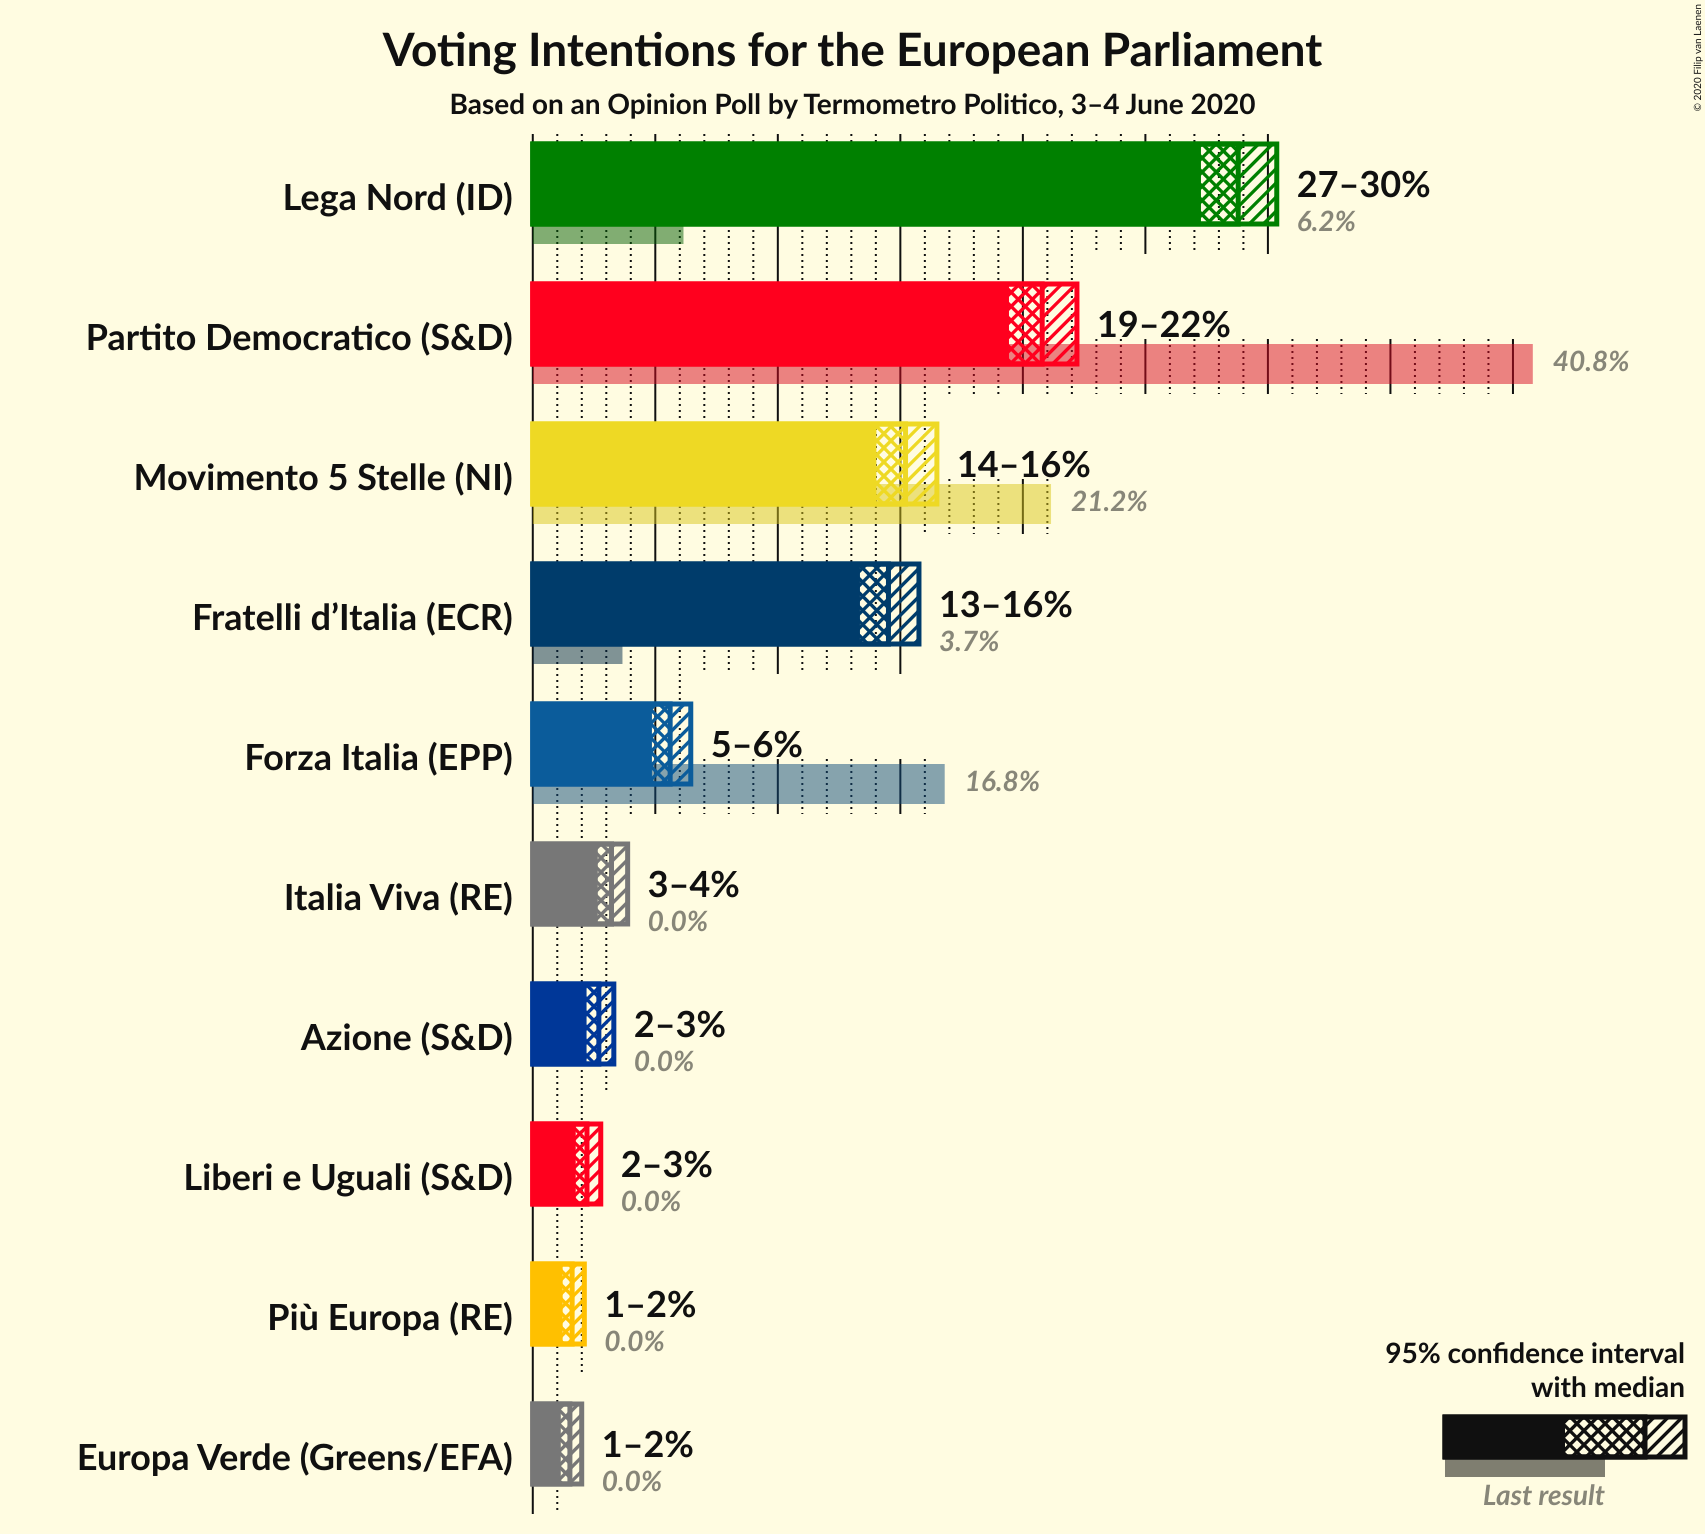 Voting Intentions for the European Parliament
Based on an Opinion Poll by Termometro Politico, 3–4 June 2020
© 2020 Filip van Laenen
Lega Nord (ID)
27–30%
6.2%
Partito Democratico (S&D)
19–22%
40.8%
Movimento 5 Stelle (NI)
14–16%
21.2%
Fratelli d’Italia (ECR)
13–16%
3.7%
Forza Italia (EPP)
5–6%
16.8%
Italia Viva (RE)
3–4%
0.0%
Azione (S&D)
2–3%
0.0%
Liberi e Uguali (S&D)
2–3%
0.0%
Più Europa (RE)
1–2%
0.0%
Europa Verde (Greens/EFA)
1–2%
0.0%
95% confidence interval
with median
Last result